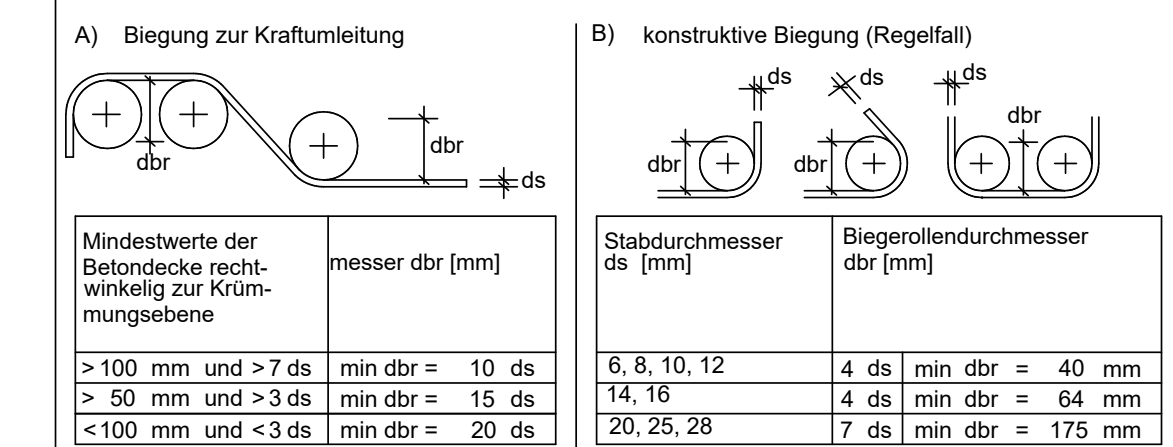 A) Biegung zur Kraftumleitung
dbr
dbr
ds
Mindestwerte der
Betondecke recht-
winkelig zur Krüm-
mungsebene
messer dbr [mm]
> 100 mm und > 7 ds min dbr = 10 ds
> 50 mm und > 3 ds min dbr = 15 ds
< 100 mm und < 3 ds min dbr = 20 ds
B) konstruktive Biegung (Regelfall)
ds
ds
ds
dbr
dbr
dbr
Stabdurchmesser
ds [mm]
Biegerollendurchmesser
dbr [mm]
6, 8, 10, 12 4 ds min dbr = 40 mm
14, 16 4 ds min dbr = 64 mm
20, 25, 28 7 ds min dbr = 175 mm